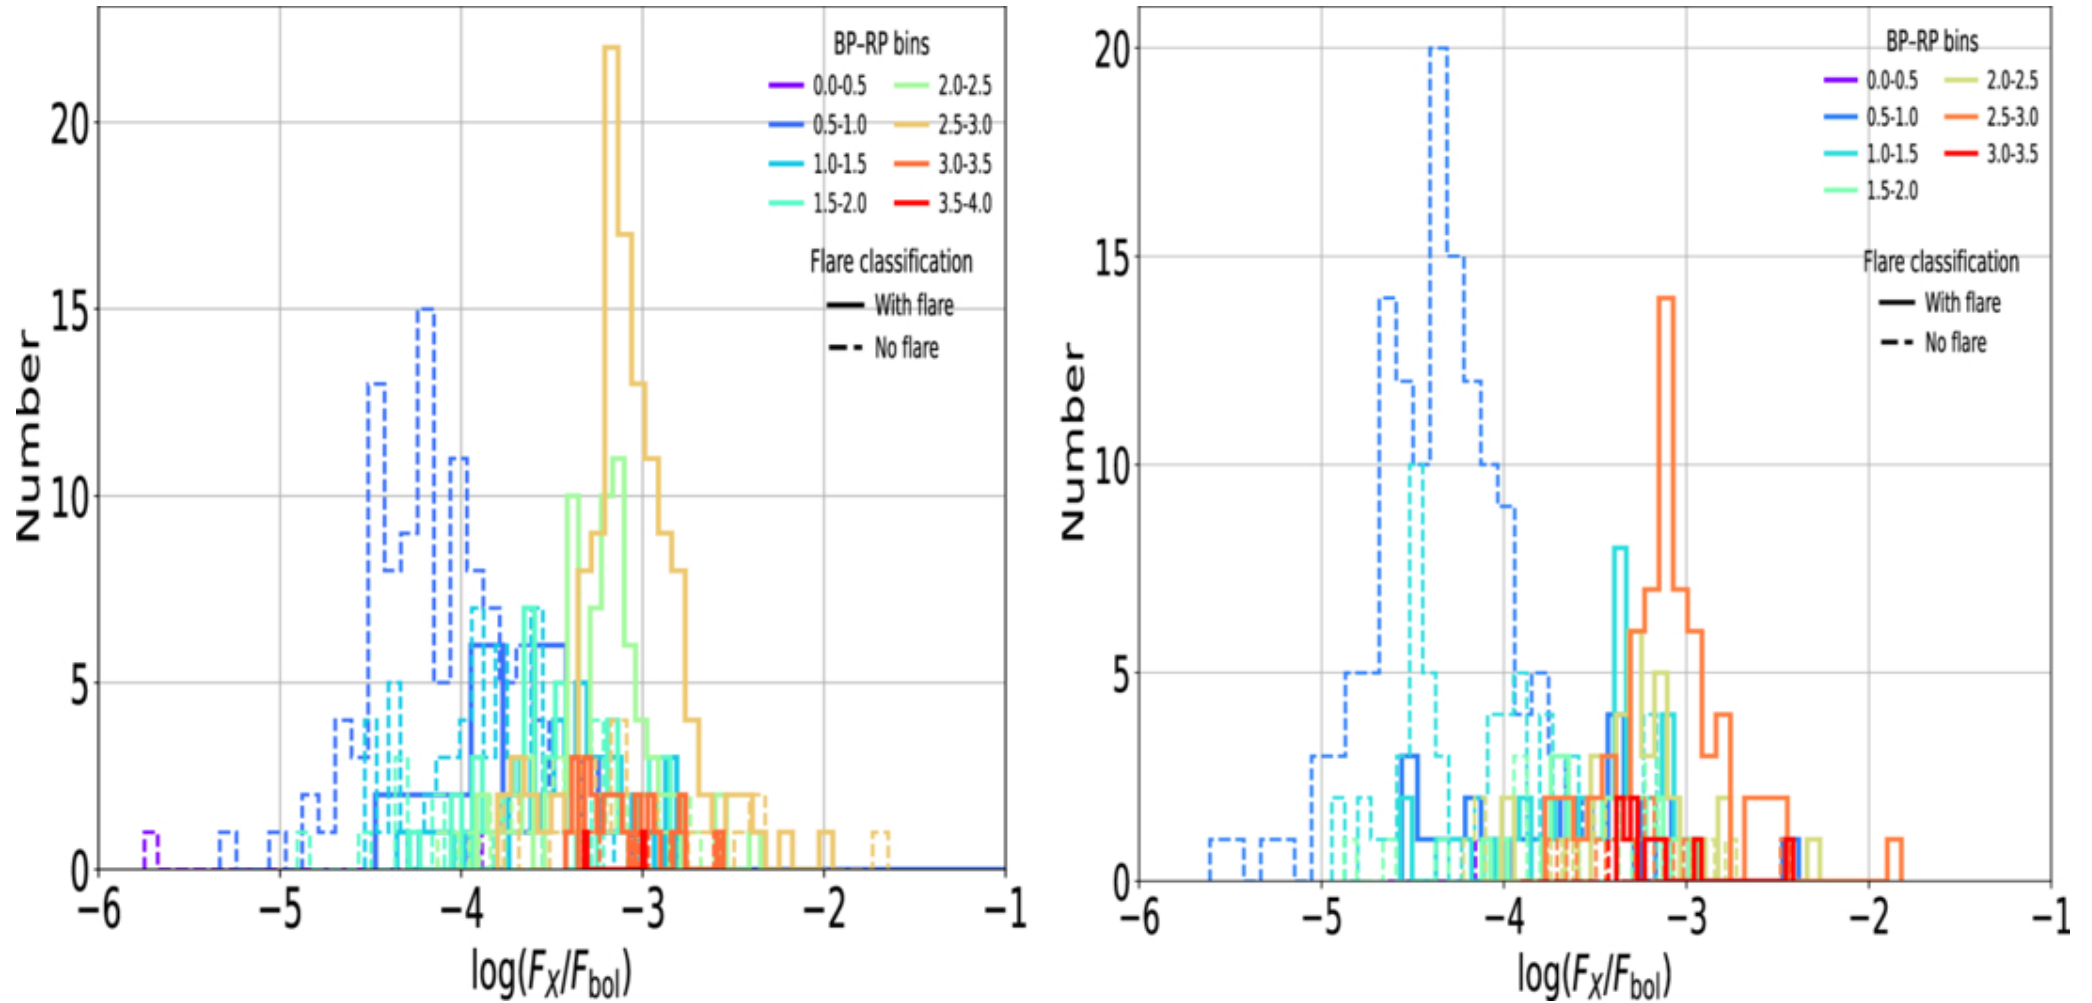 BP–RP bins
0.0-0.5 2.0-2.5
0.5-1.0 2.5-3.0
1.0-1.5 3.0-3.5
1.5-2.0 3.5-4.0
Flare classification
With flare
No flare
20
15
10
5
0
Number
−6 −5 −4 −3 −2 −1
log(F_X/F_bol)
BP–RP bins
0.0-0.5 2.0-2.5
0.5-1.0 2.5-3.0
1.0-1.5 3.0-3.5
1.5-2.0
Flare classification
With flare
No flare
20
15
10
5
0
Number
−6 −5 −4 −3 −2 −1
log(F_X/F_bol)